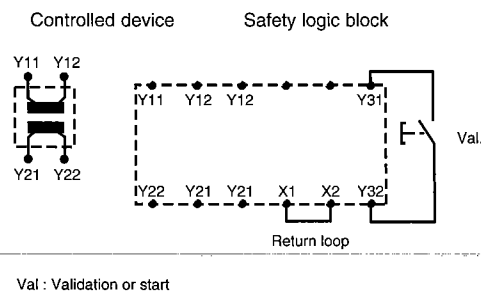 Controlled device Safety logic block
Y11 Y12
Y11 Y12 Y12 Y31
Val.
Y21 Y22
Y22 Y21 Y21 X1 X2 Y32
Return loop
Val : Validation or start